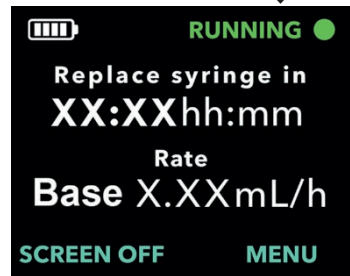 RUNNING
Replace syringe in
XX:XXhh:mm
Rate
Base X.XXmL/h
SCREEN OFF MENU